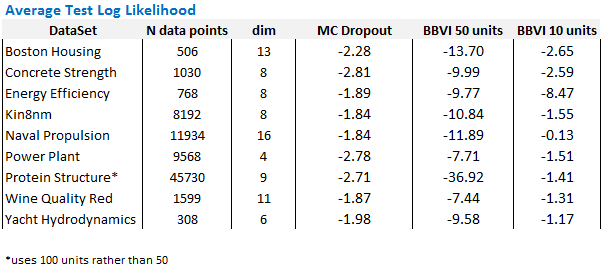 Average Test Log Likelihood
DataSet N data points dim MC Dropout BBVI 50 units BBVI 10 units
Boston Housing 506 13 -2.28 -13.70 -2.65
Concrete Strength 1030 8 -2.81 -9.99 -2.59
Energy Efficiency 768 8 -1.89 -9.77 -8.47
Kin8nm 8192 8 -1.84 -10.84 -1.55
Naval Propulsion 11934 16 -1.84 -11.89 -0.13
Power Plant 9568 4 -2.78 -7.71 -1.51
Protein Structure* 45730 9 -2.71 -36.92 -1.41
Wine Quality Red 1599 11 -1.87 -7.44 -1.31
Yacht Hydrodynamics 308 6 -1.98 -9.58 -1.17
*uses 100 units rather than 50